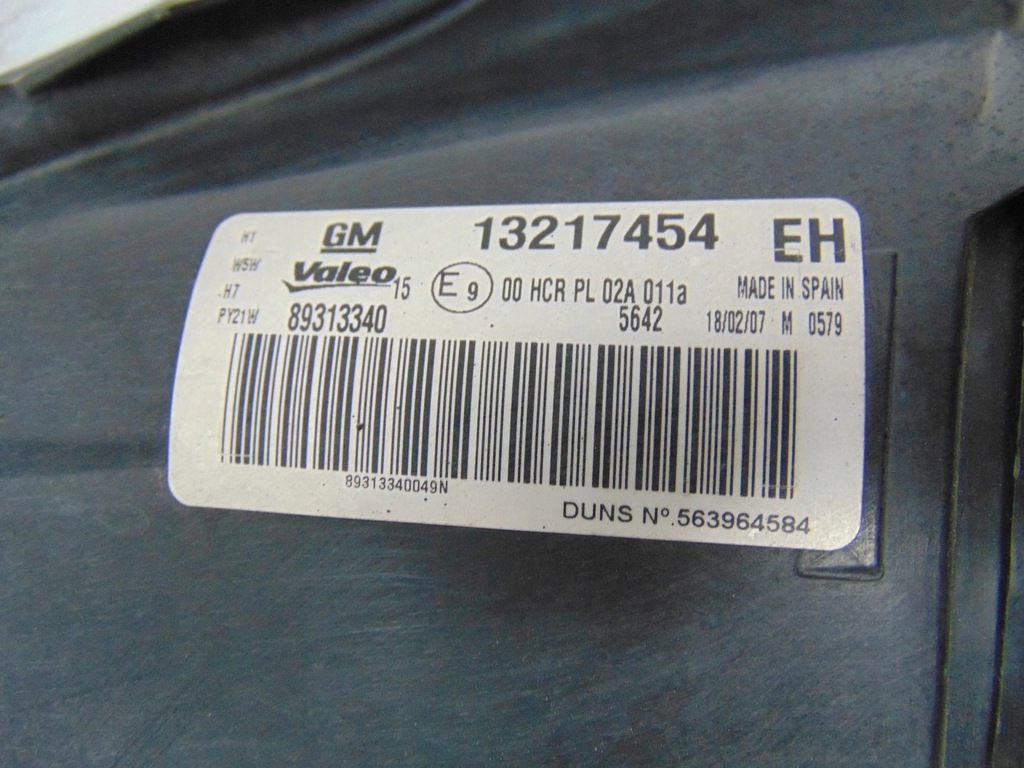 H7
W5W
H7
PY21W
GM
13217454
EH
Valeo
15
E9
00 HCR PL 02A 011a
MADE IN SPAIN
89313340
5642
18/02/07 M 0579
89313340049N
DUNS Nº.563964584